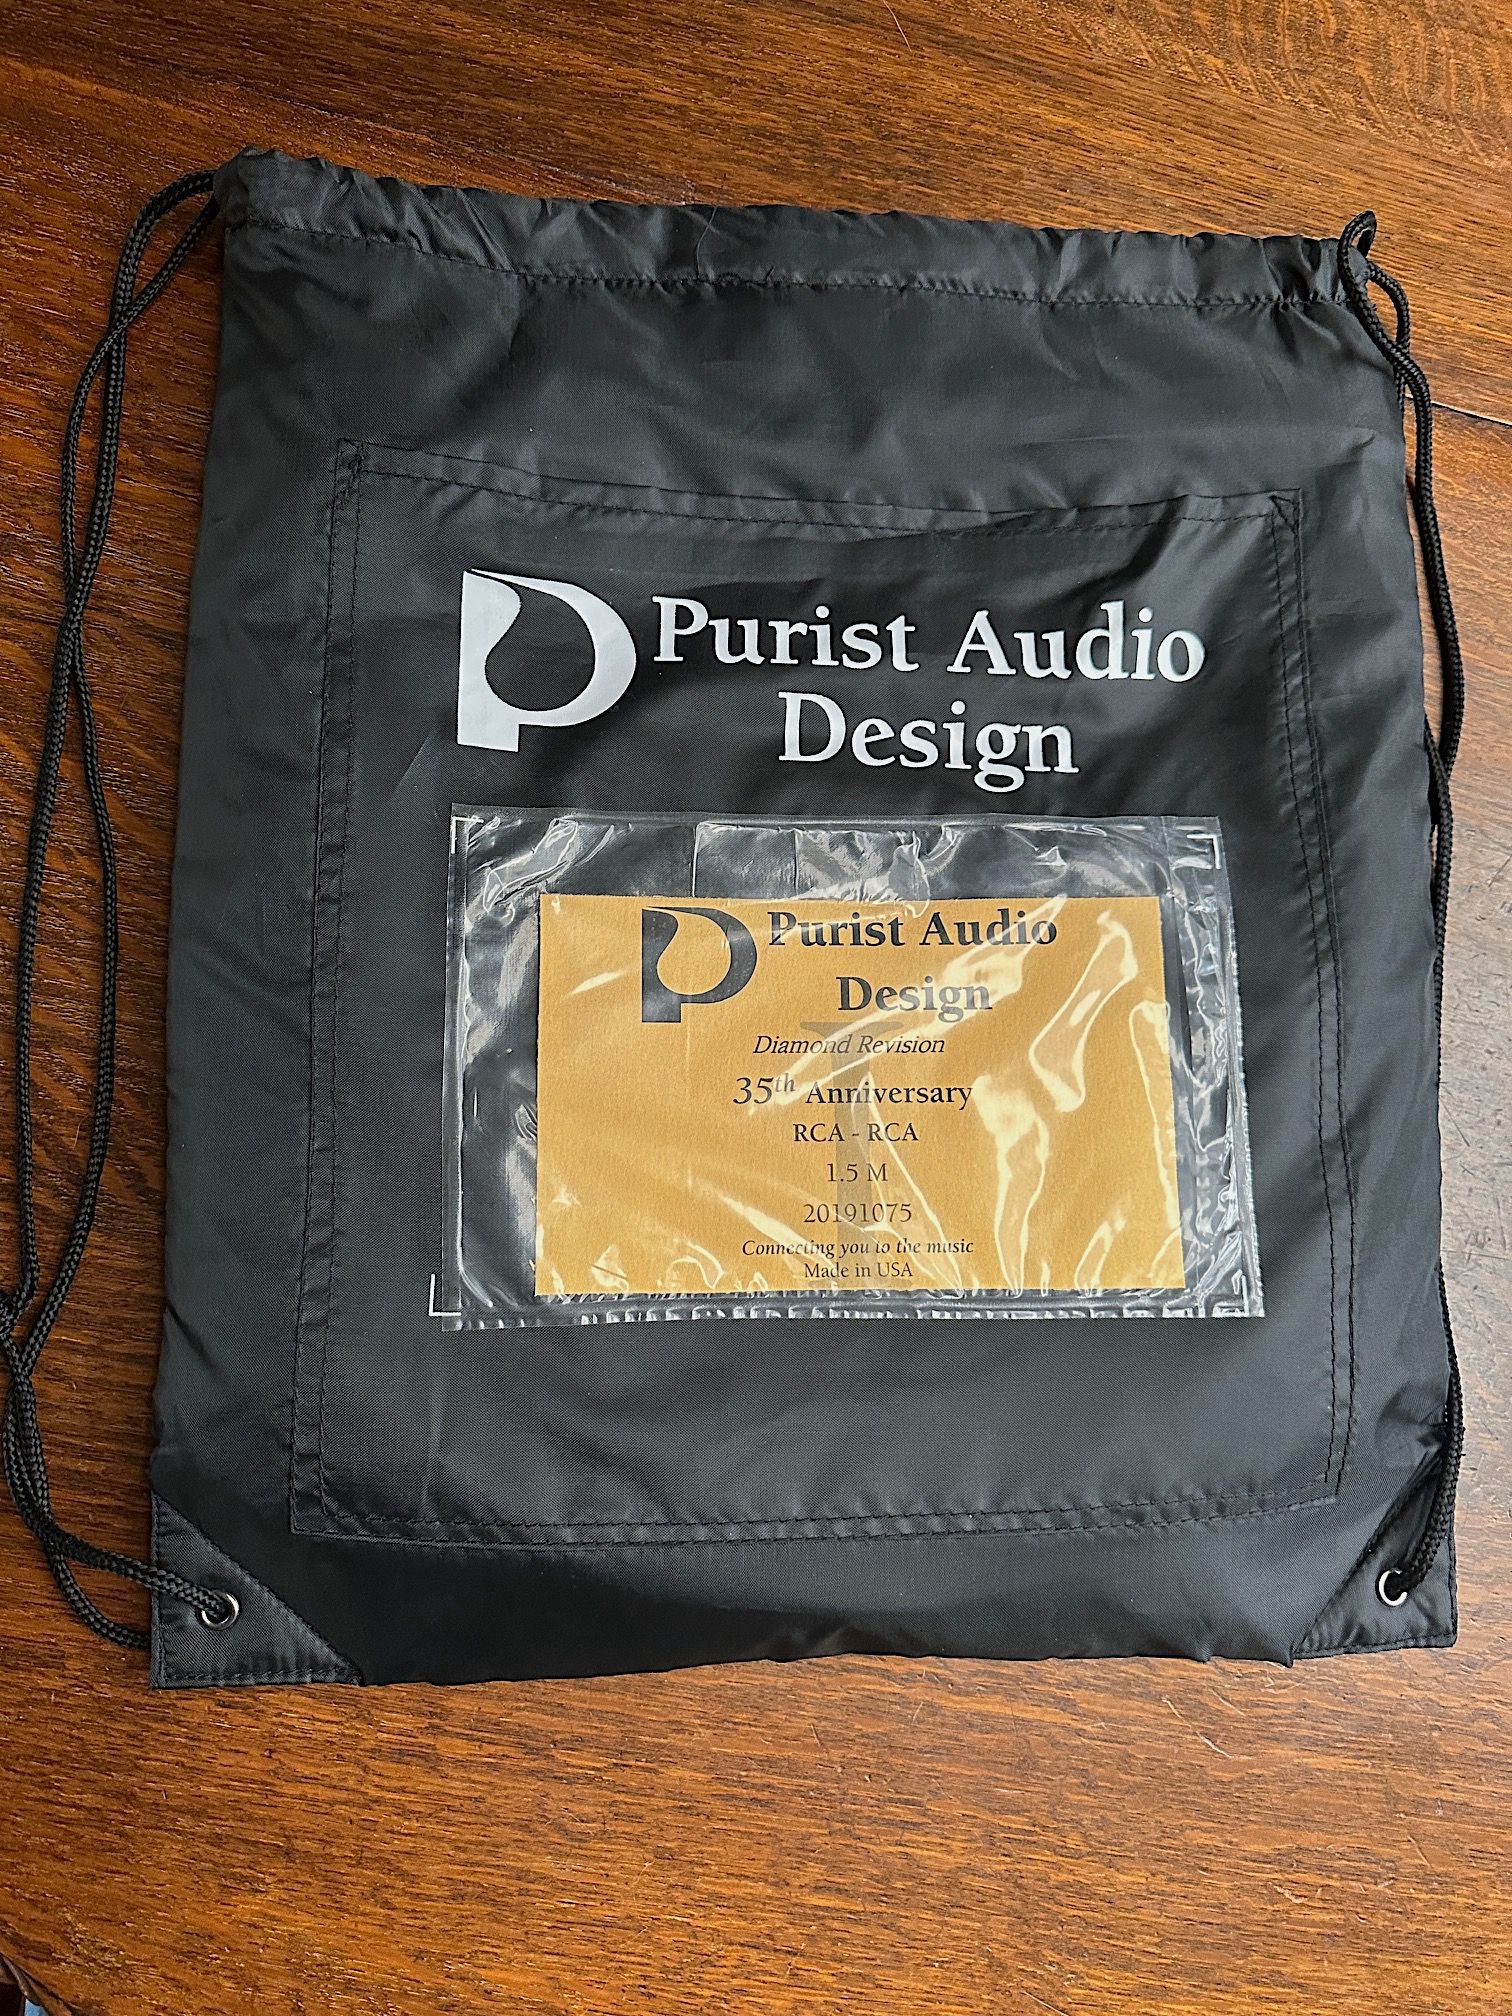 Purist Audio
Design
Purist Audio
Design
Diamond Revision
35th Anniversary
RCA - RCA
1.5 M
20191075
Connecting you to the music
Made in USA